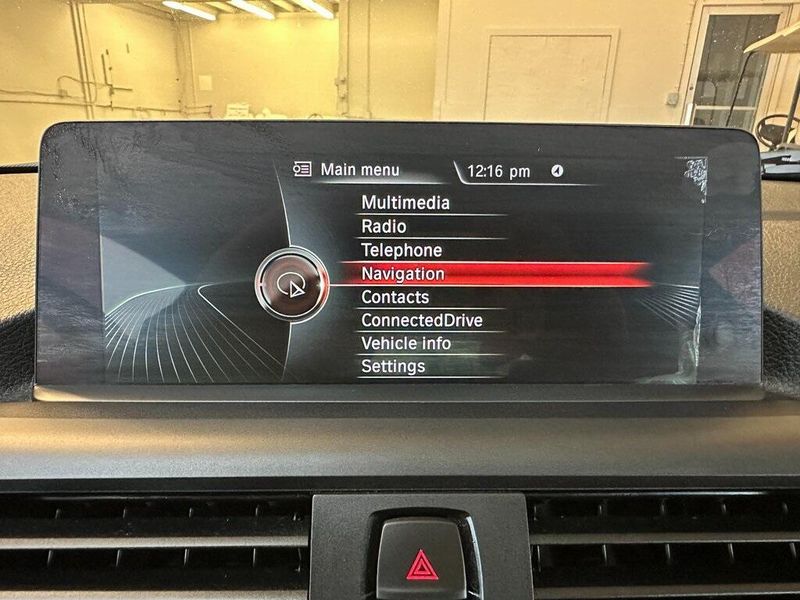 Main menu 12:16 pm
Multimedia
Radio
Telephone
Navigation
Contacts
ConnectedDrive
Vehicle info
Settings